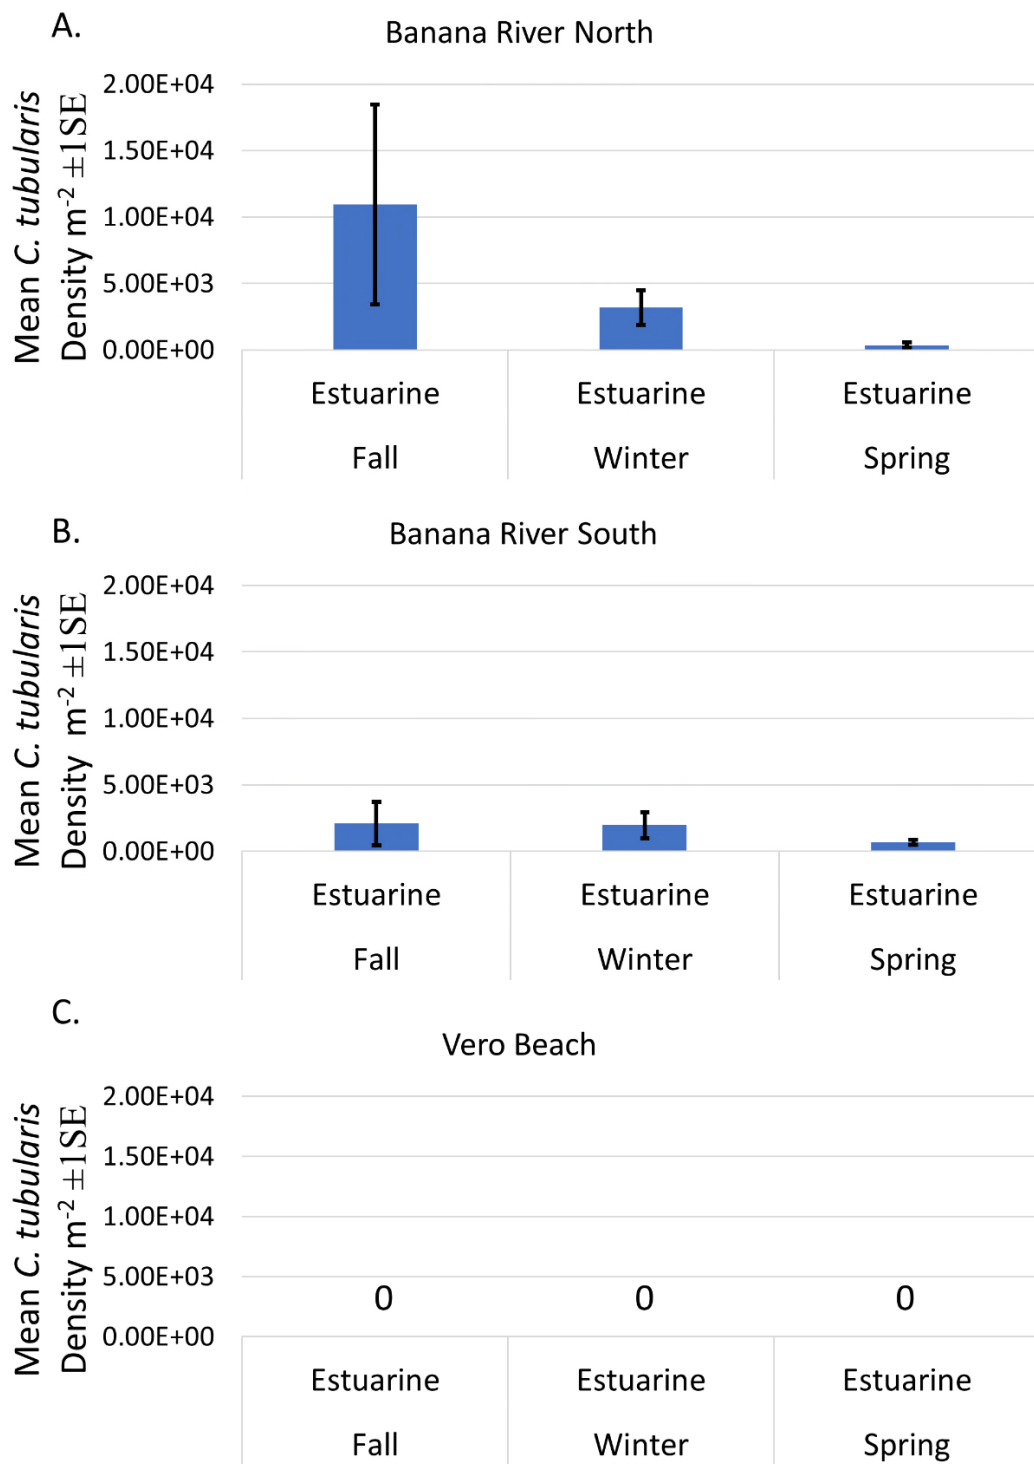 A.
Banana River North
Mean C. tubularis
Density m-2 ±1SE
2.00E+04
1.50E+04
1.00E+04
5.00E+03
0.00E+00
Estuarine Estuarine Estuarine
Fall Winter Spring
B.
Banana River South
Mean C. tubularis
Density m-2 ±1SE
2.00E+04
1.50E+04
1.00E+04
5.00E+03
0.00E+00
Estuarine Estuarine Estuarine
Fall Winter Spring
C.
Vero Beach
Mean C. tubularis
Density m-2 ±1SE
2.00E+04
1.50E+04
1.00E+04
5.00E+03
0 0 0
0.00E+00
Estuarine Estuarine Estuarine
Fall Winter Spring